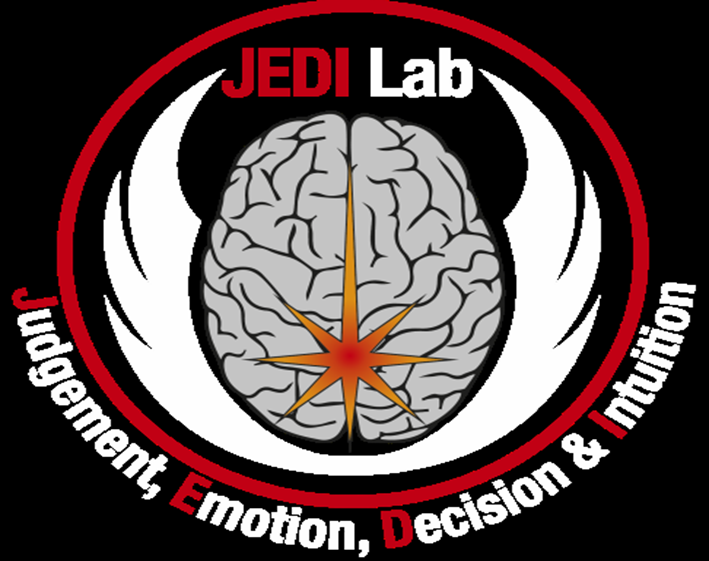 JEDI Lab
Judgement, Emotion, Decision & Intuition